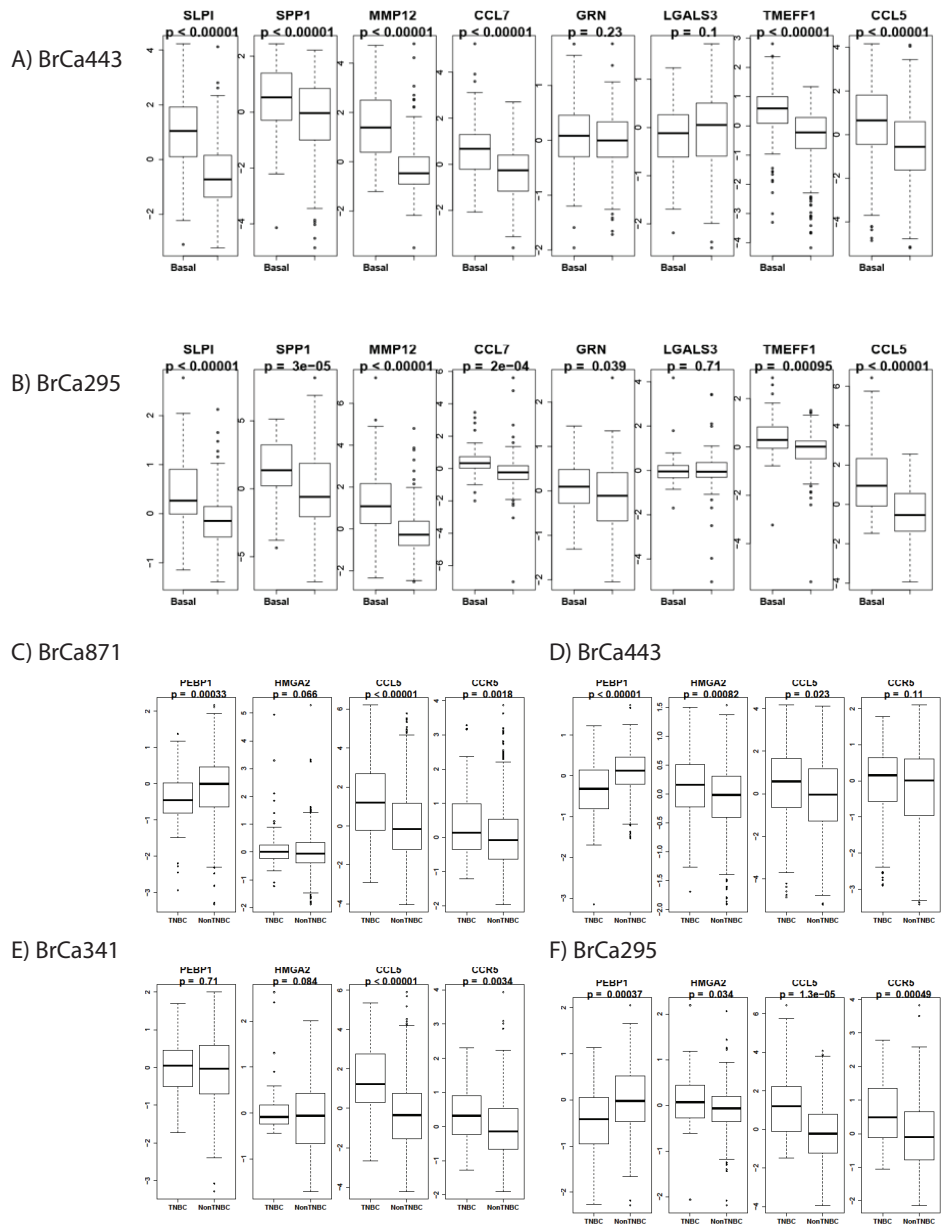 SLPI SPP1 MMP12 CCL7 GRN LGALS3 TMEFF1 CCL5
p < 0.00001 p < 0.00001 p < 0.00001 p < 0.00001 p = 0.23 p = 0.1 p < 0.00001 p < 0.00001
A) BrCa443
Basal Basal Basal Basal Basal Basal Basal Basal
SLPI SPP1 MMP12 CCL7 GRN LGALS3 TMEFF1 CCL5
p < 0.00001 p = 3e-05 p < 0.00001 p = 2e-04 p = 0.039 p = 0.71 p = 0.00095 p < 0.00001
B) BrCa295
Basal Basal Basal Basal Basal Basal Basal Basal
C) BrCa871 D) BrCa443
PEBP1 HMGA2 CCL5 CCR5 PEBP1 HMGA2 CCL5 CCR5
p = 0.00033 p = 0.066 p < 0.00001 p = 0.0018 p < 0.00001 p = 0.00082 p = 0.023 p = 0.11
TNBC NonTNBC TNBC NonTNBC TNBC NonTNBC TNBC NonTNBC TNBC NonTNBC TNBC NonTNBC TNBC NonTNBC TNBC NonTNBC
E) BrCa341 F) BrCa295
PEBP1 HMGA2 CCL5 CCR5 PEBP1 HMGA2 CCL5 CCR5
p = 0.71 p = 0.084 p < 0.00001 p = 0.0034 p = 0.00037 p = 0.034 p = 1.3e-05 p = 0.00049
TNBC NonTNBC TNBC NonTNBC TNBC NonTNBC TNBC NonTNBC TNBC NonTNBC TNBC NonTNBC TNBC NonTNBC TNBC NonTNBC